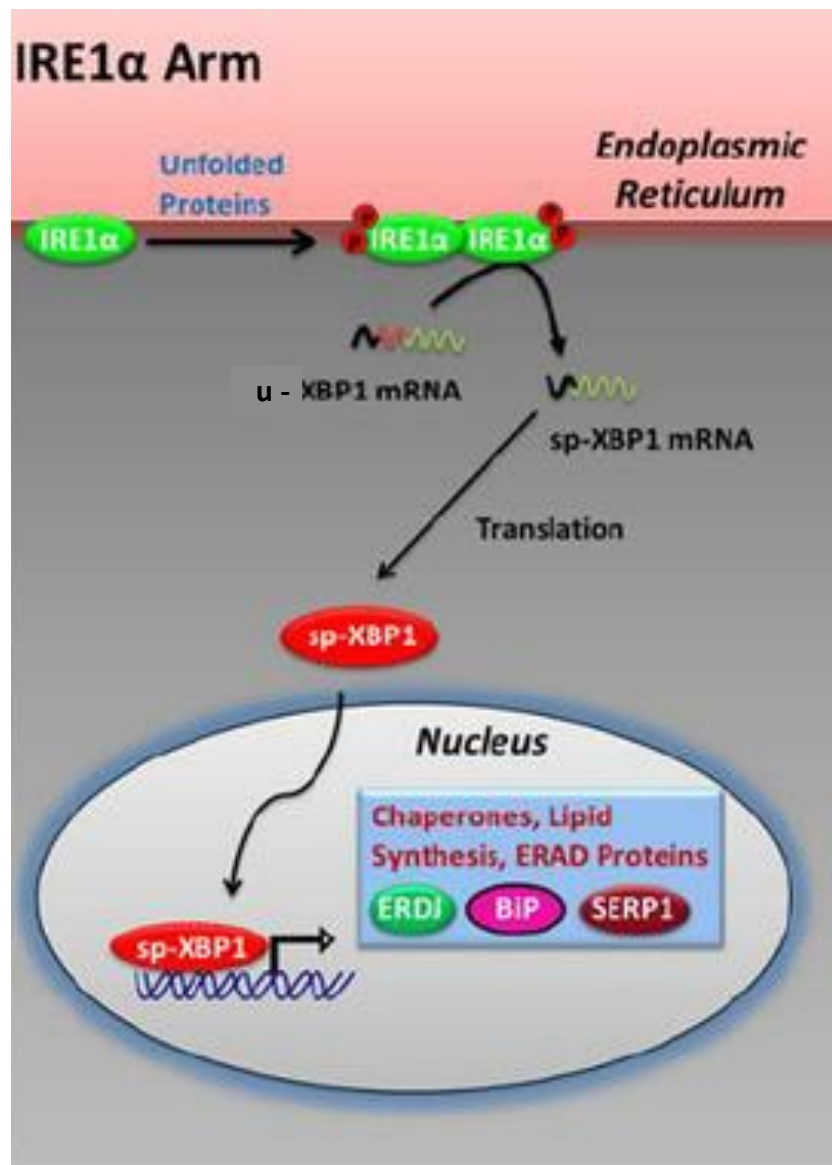 IRE1α Arm
Endoplasmic
Reticulum
Unfolded
Proteins
IRE1α
P
P
IRE1α
IRE1α
P
P
u - XBP1 mRNA
sp-XBP1 mRNA
Translation
sp-XBP1
Nucleus
Chaperones, Lipid
Synthesis, ERAD Proteins
ERDJ
BiP
SERP1
sp-XBP1